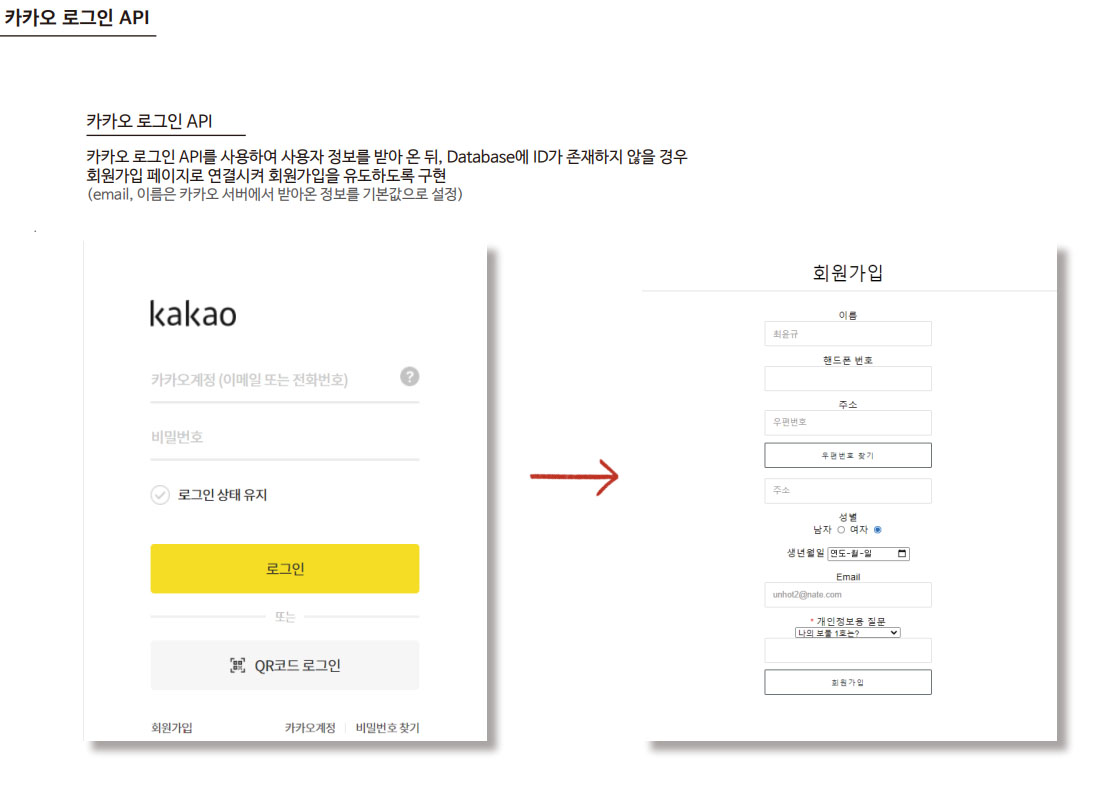 카카오 로그인 API
카카오 로그인 API
카카오 로그인 API를 사용하여 사용자 정보를 받아 온 뒤, Database에 ID가 존재하지 않을 경우
회원가입 페이지로 연결시켜 회원가입을 유도하도록 구현
(email, 이름은 카카오 서버에서 받아온 정보를 기본값으로 설정)
kakao
카카오계정 (이메일 또는 전화번호)
?
비밀번호
로그인 상태 유지
로그인
또는
QR코드 로그인
회원가입 카카오계정 | 비밀번호 찾기
회원가입
이름
최윤규
핸드폰 번호
주소
우편번호
우편번호 찾기
주소
성별
남자 여자
생년월일 연도-월-일
Email
unhot2@nate.com
* 개인정보용 질문
나의 보물 1호는?
회원가입